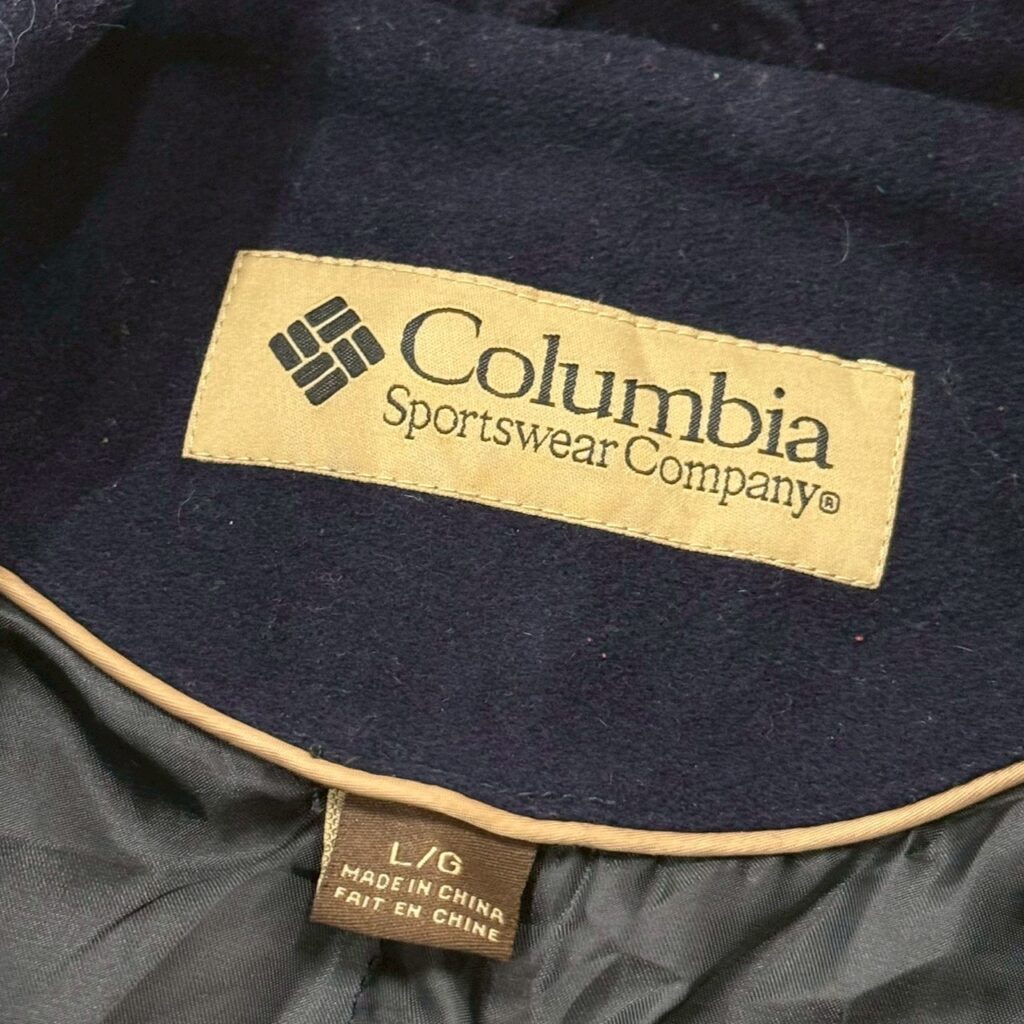 Columbia
Sportswear Company®
L/G
MADE IN CHINA
FAIT EN CHINE